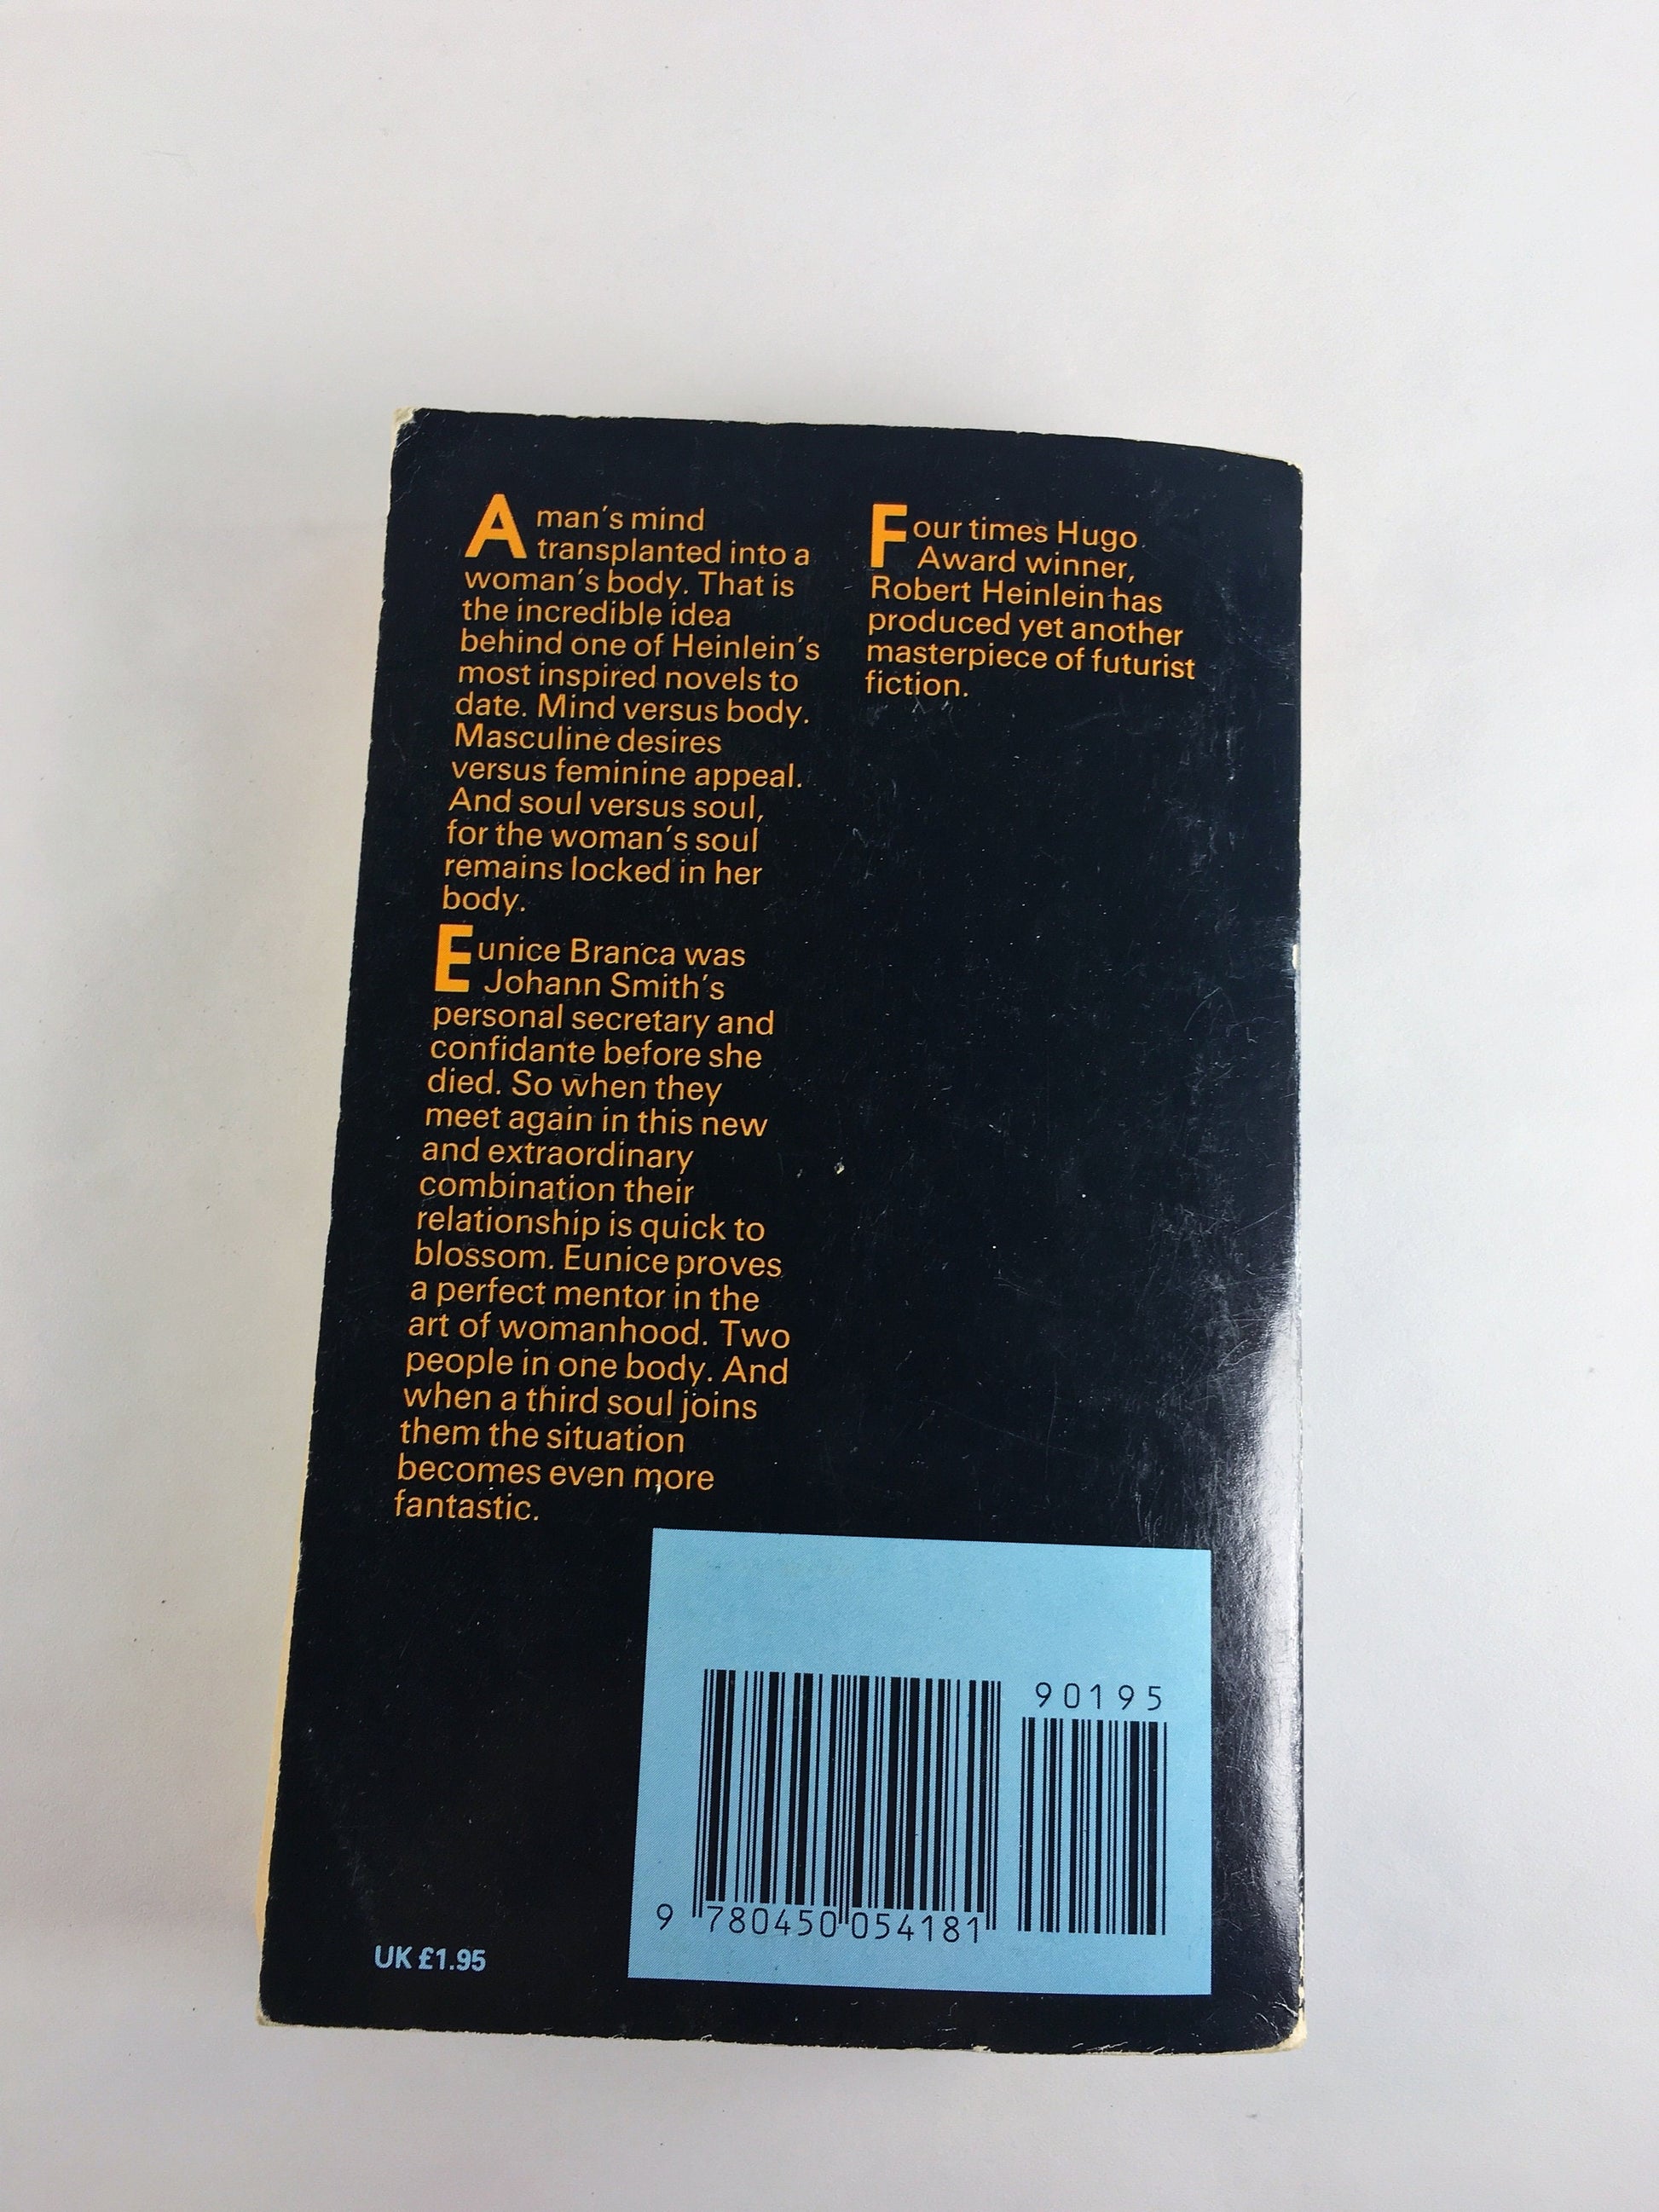 A man's mind
transplanted into a
woman's body. That is
the incredible idea
behind one of Heinlein's
most inspired novels to
date. Mind versus body.
Masculine desires
versus feminine appeal.
And soul versus soul,
for the woman's soul
remains locked in her
body.
Eunice Branca was
Johann Smith's
personal secretary and
confidante before she
died. So when they
meet again in this new
and extraordinary
combination their
relationship is quick to
blossom. Eunice proves
a perfect mentor in the
art of womanhood. Two
people in one body. And
when a third soul joins
them the situation
becomes even more
fantastic.
Four times Hugo
Award winner,
Robert Heinlein has
produced yet another
masterpiece of futurist
fiction.
90195
9 780450 054181
UK £1.95